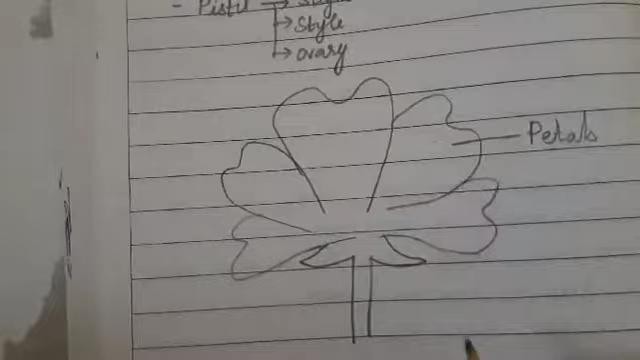 - Pistil →
→ Style
→ ovary
Petals